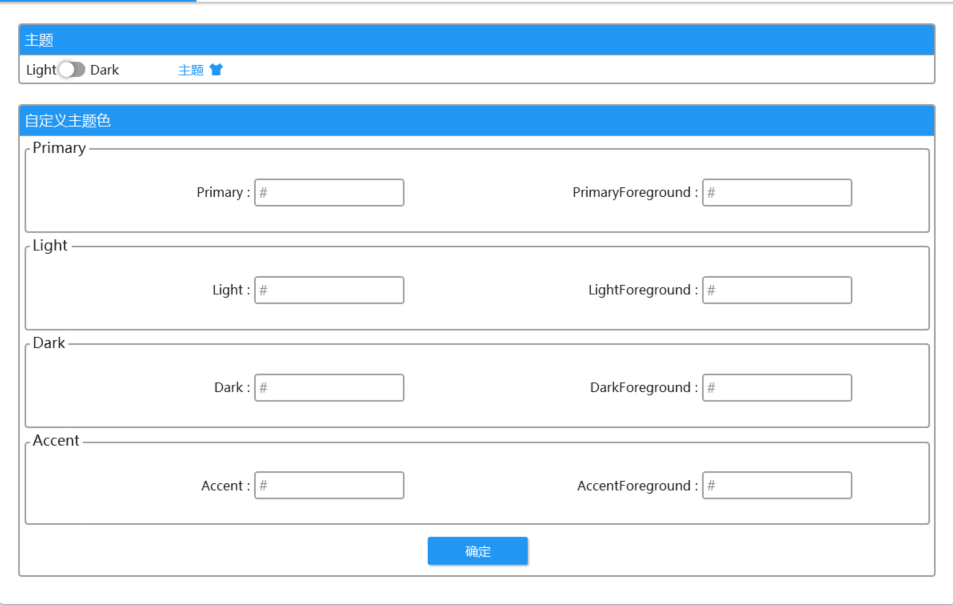 主题
Light Dark 主题
自定义主题色
Primary
Primary : # PrimaryForeground : #
Light
Light : # LightForeground : #
Dark
Dark : # DarkForeground : #
Accent
Accent : # AccentForeground : #
确定